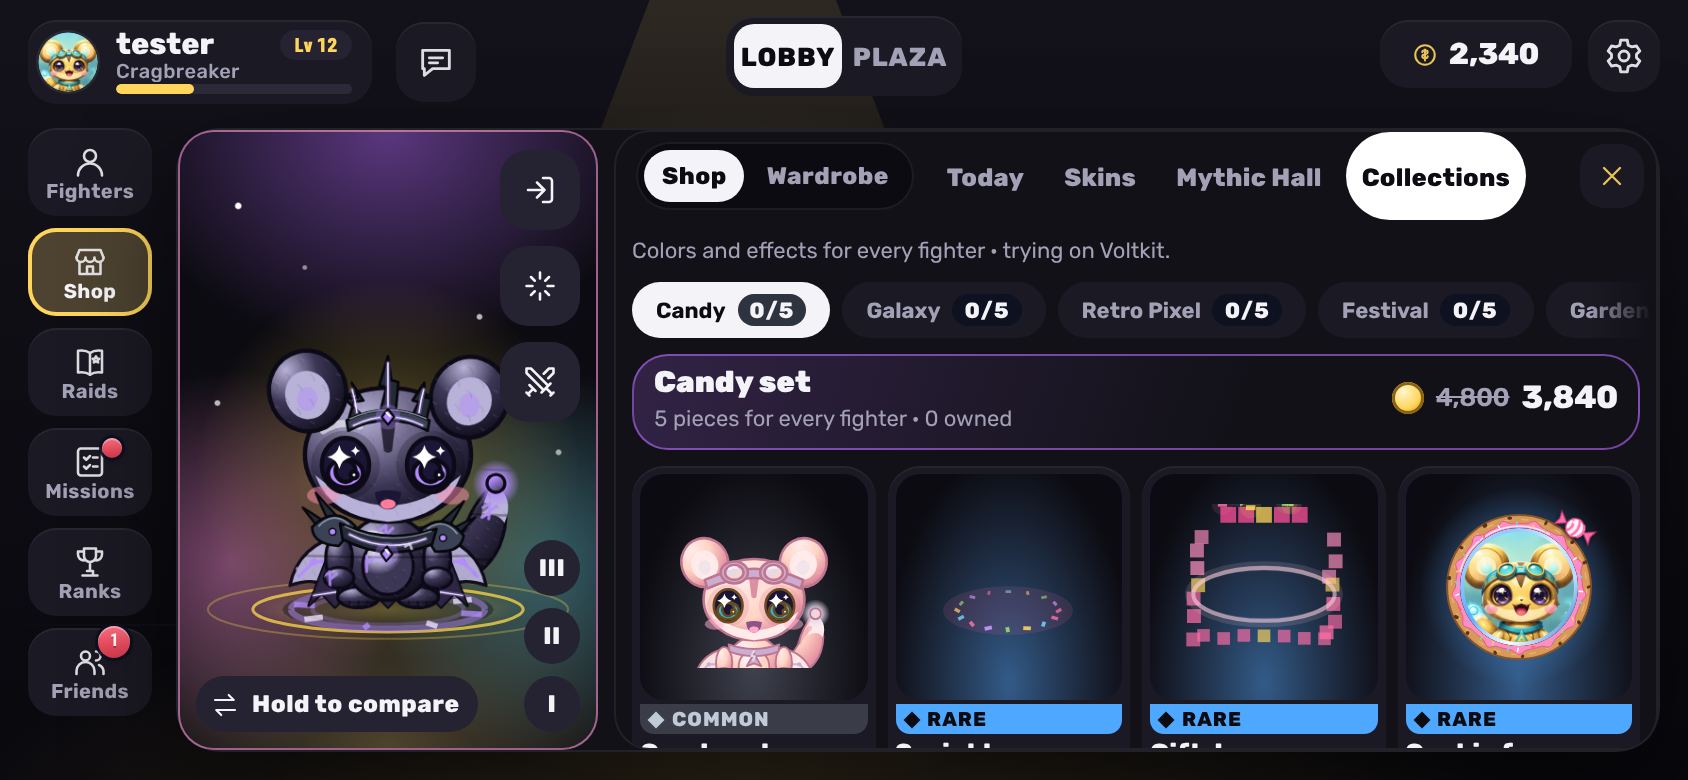 tester
Lv 12
Cragbreaker
LOBBY
PLAZA
2,340
Fighters
Shop
Raids
Missions
Ranks
1
Friends
III
II
I
Hold to compare
Shop
Wardrobe
Today
Skins
Mythic Hall
Collections
Colors and effects for every fighter • trying on Voltkit.
Candy 0/5
Galaxy 0/5
Retro Pixel 0/5
Festival 0/5
Garden
Candy set
5 pieces for every fighter • 0 owned
4,800 3,840
COMMON
RARE
RARE
RARE